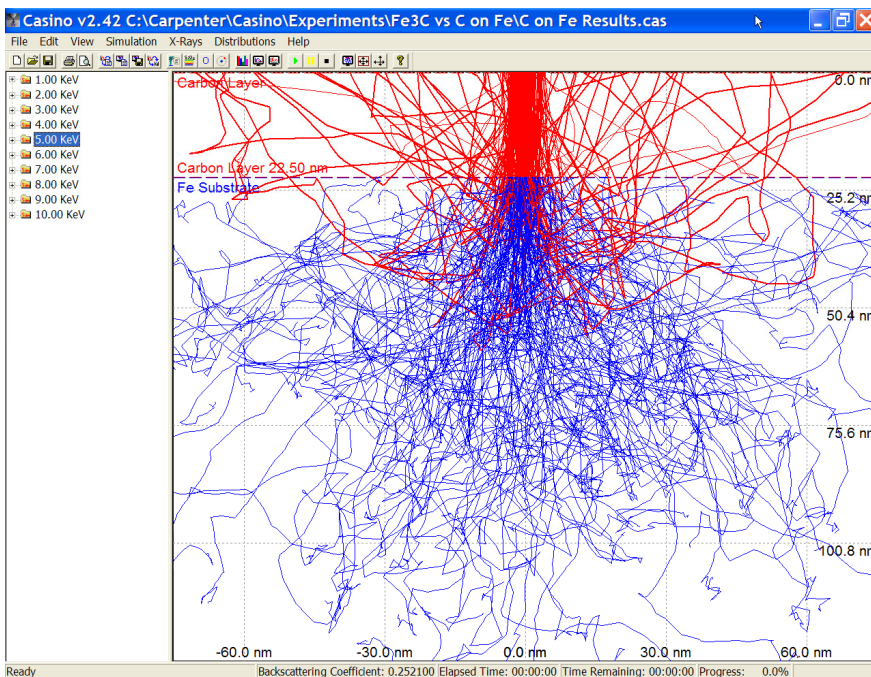 Casino v2.42 C:\Carpenter\Casino\Experiments\Fe3C vs C on Fe\C on Fe Results.cas
File Edit View Simulation X-Rays Distributions Help
1.00 KeV
2.00 KeV
3.00 KeV
4.00 KeV
5.00 KeV
6.00 KeV
7.00 KeV
8.00 KeV
9.00 KeV
10.00 KeV
Carbon Layer
0.0 nm
Carbon Layer 22.50 nm
Fe Substrate
25.2 nm
50.4 nm
75.6 nm
100.8 nm
-60.0 nm -30.0 nm 0.0 nm 30.0 nm 60.0 nm
Ready Backscattering Coefficient: 0.252100 Elapsed Time: 00:00:00 Time Remaining: 00:00:00 Progress: 0.0%